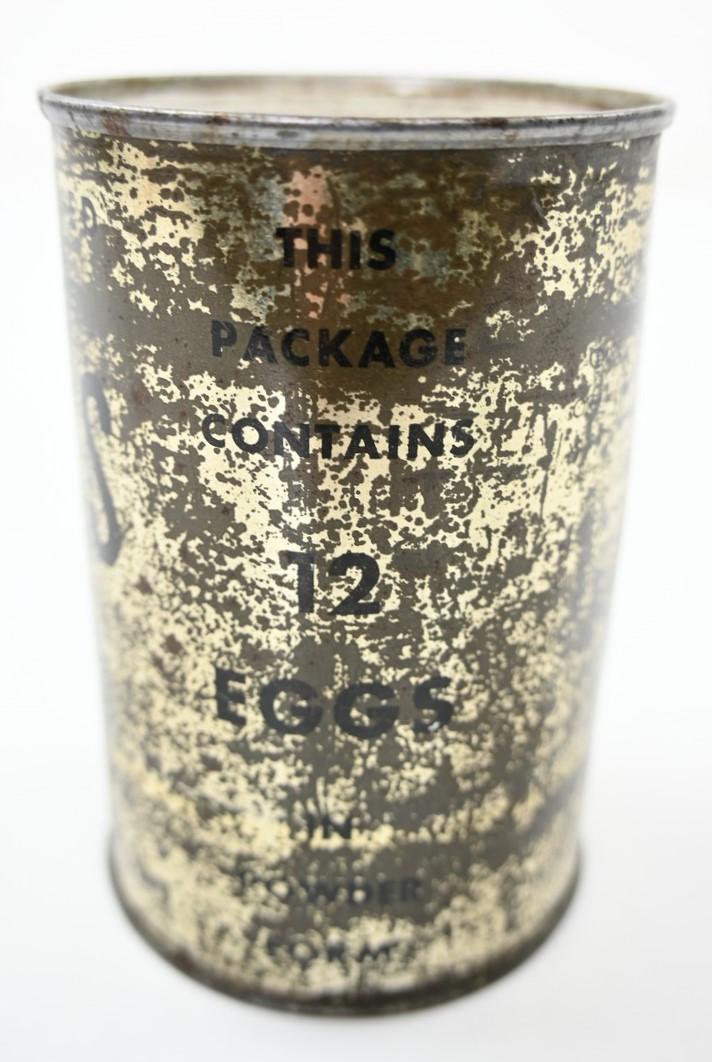 THIS
PACKAGE
CONTAINS
12
EGGS
IN
POWDER
FORM